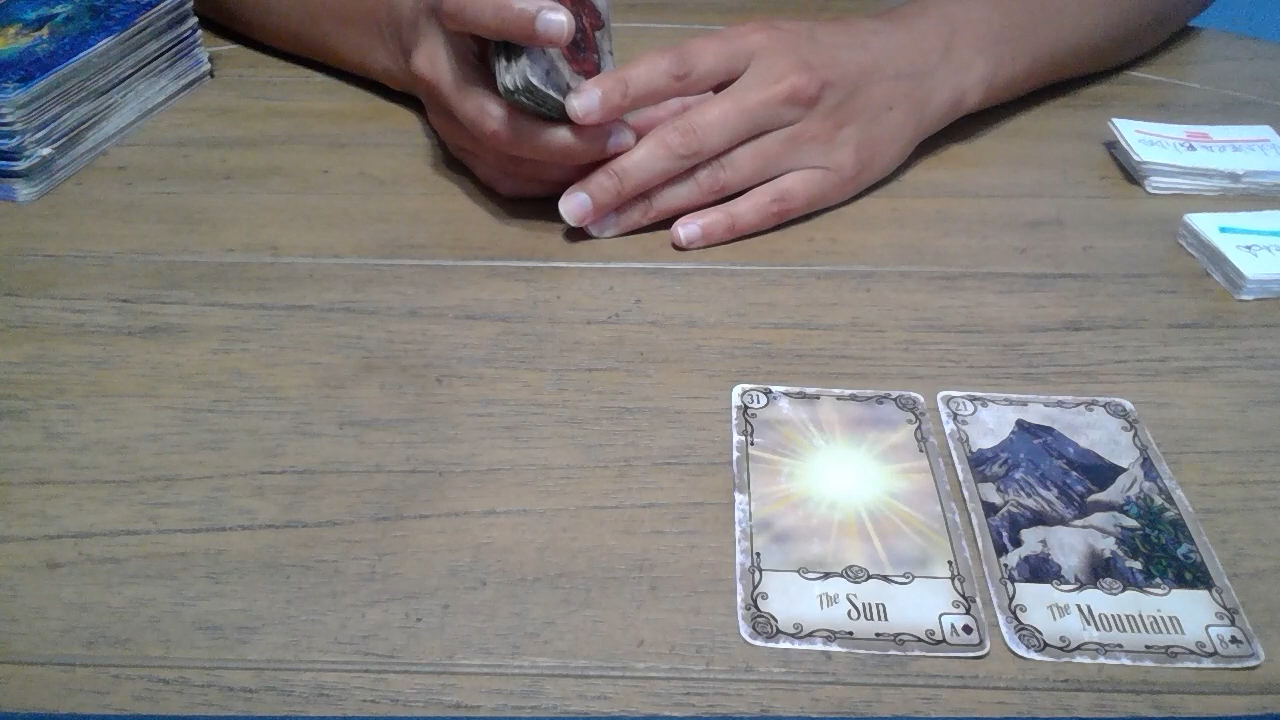 31
The Sun
A♦
21
The Mountain
8♣